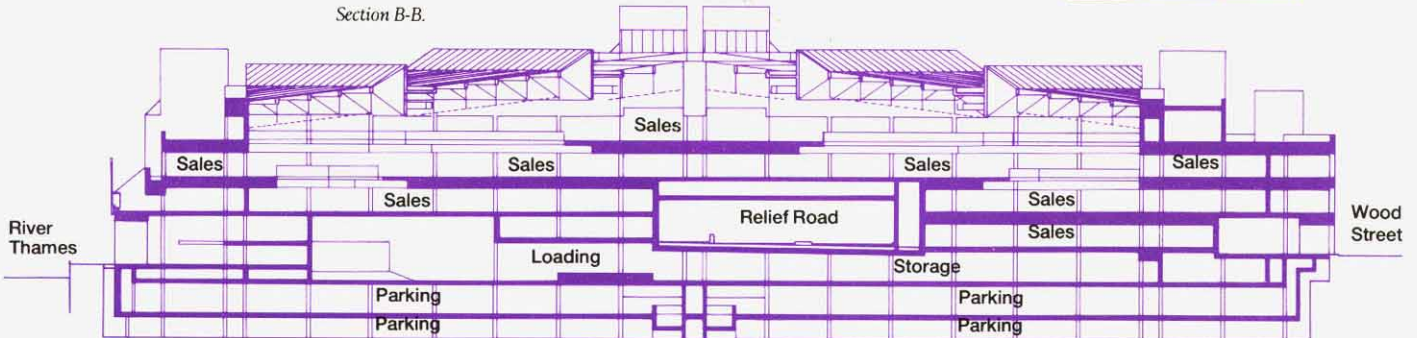 Section B-B.
Sales
Sales
Sales
Sales
Sales
Sales
Sales
Relief Road
Sales
River
Thames
Wood
Street
Loading
Storage
Parking
Parking
Parking
Parking